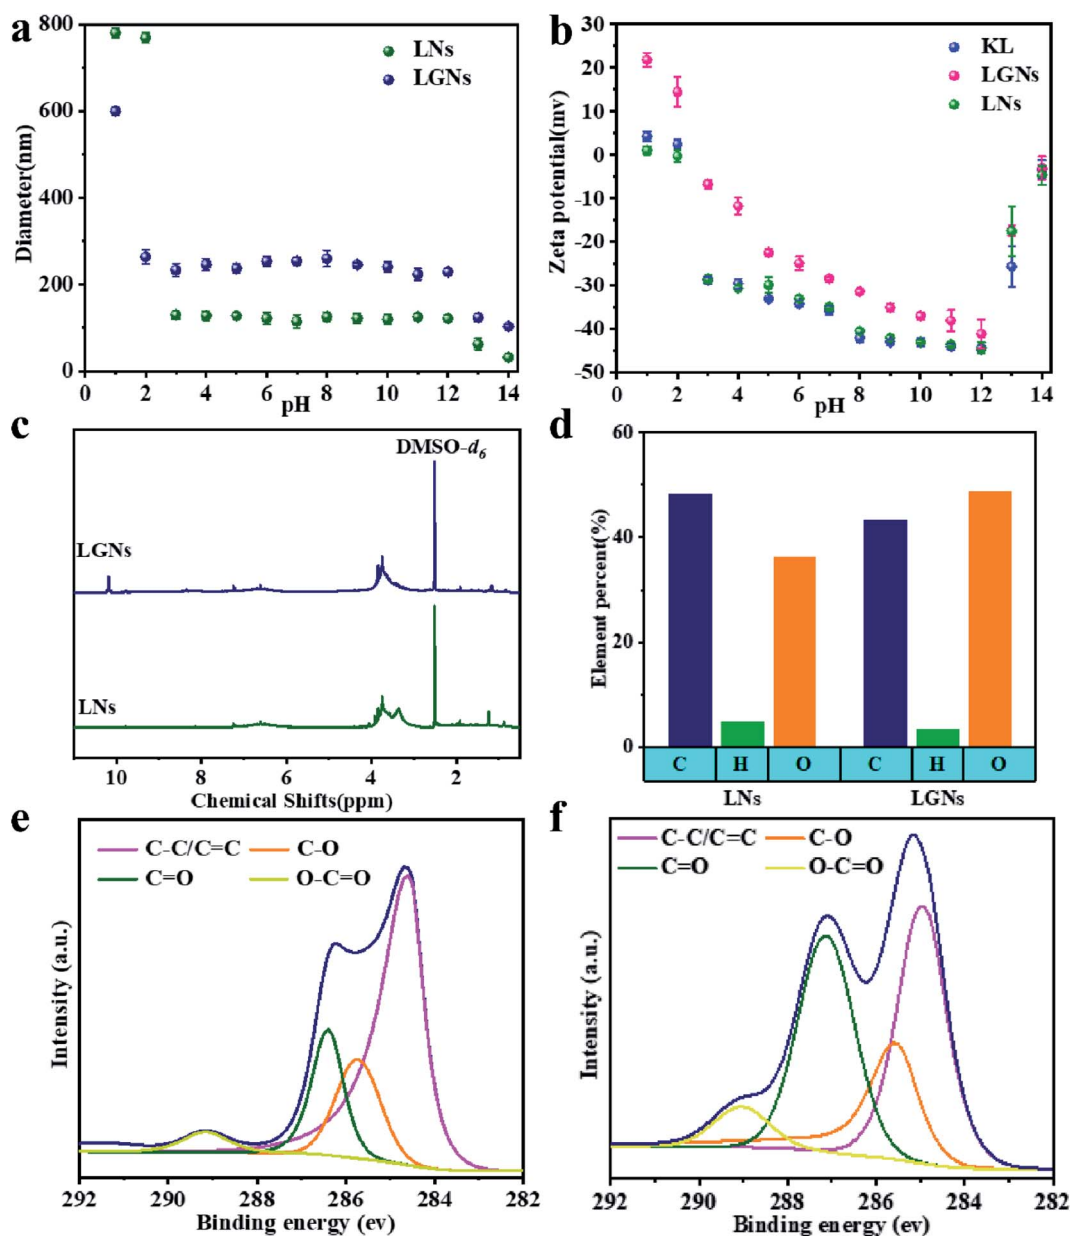 a
800
600
400
200
0
Diameter(nm)
LNs
LGNs
0 2 4 6 8 10 12 14
pH
b
30
20
10
0
-10
-20
-30
-40
-50
Zeta potential(mv)
KL
LGNs
LNs
0 2 4 6 8 10 12 14
pH
c
DMSO-d6
LGNs
LNs
10 8 6 4 2
Chemical Shifts(ppm)
d
60
40
20
0
Element percent(%)
C H O C H O
LNs LGNs
e
C-C/C=C C-O
C=O O-C=O
Intensity (a.u.)
292 290 288 286 284 282
Binding energy (ev)
f
C-C/C=C C-O
C=O O-C=O
Intensity (a.u.)
292 290 288 286 284 282
Binding energy (ev)